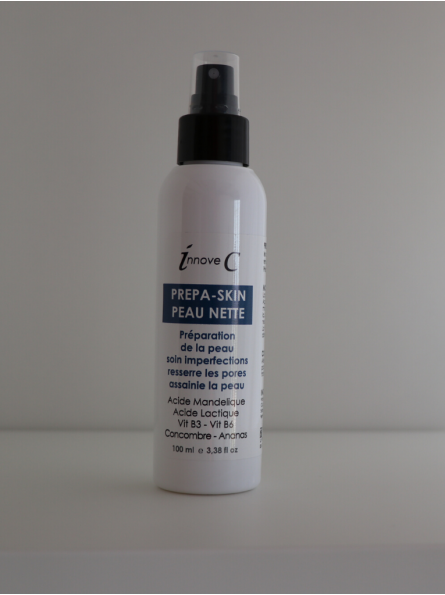 innove C
PREPA-SKIN
PEAU NETTE
Préparation
de la peau
soin imperfections
resserre les pores
assainie la peau
Acide Mandelique
Acide Lactique
Vit B3 - Vit B6
Concombre - Ananas
100 ml e 3,38 fl oz